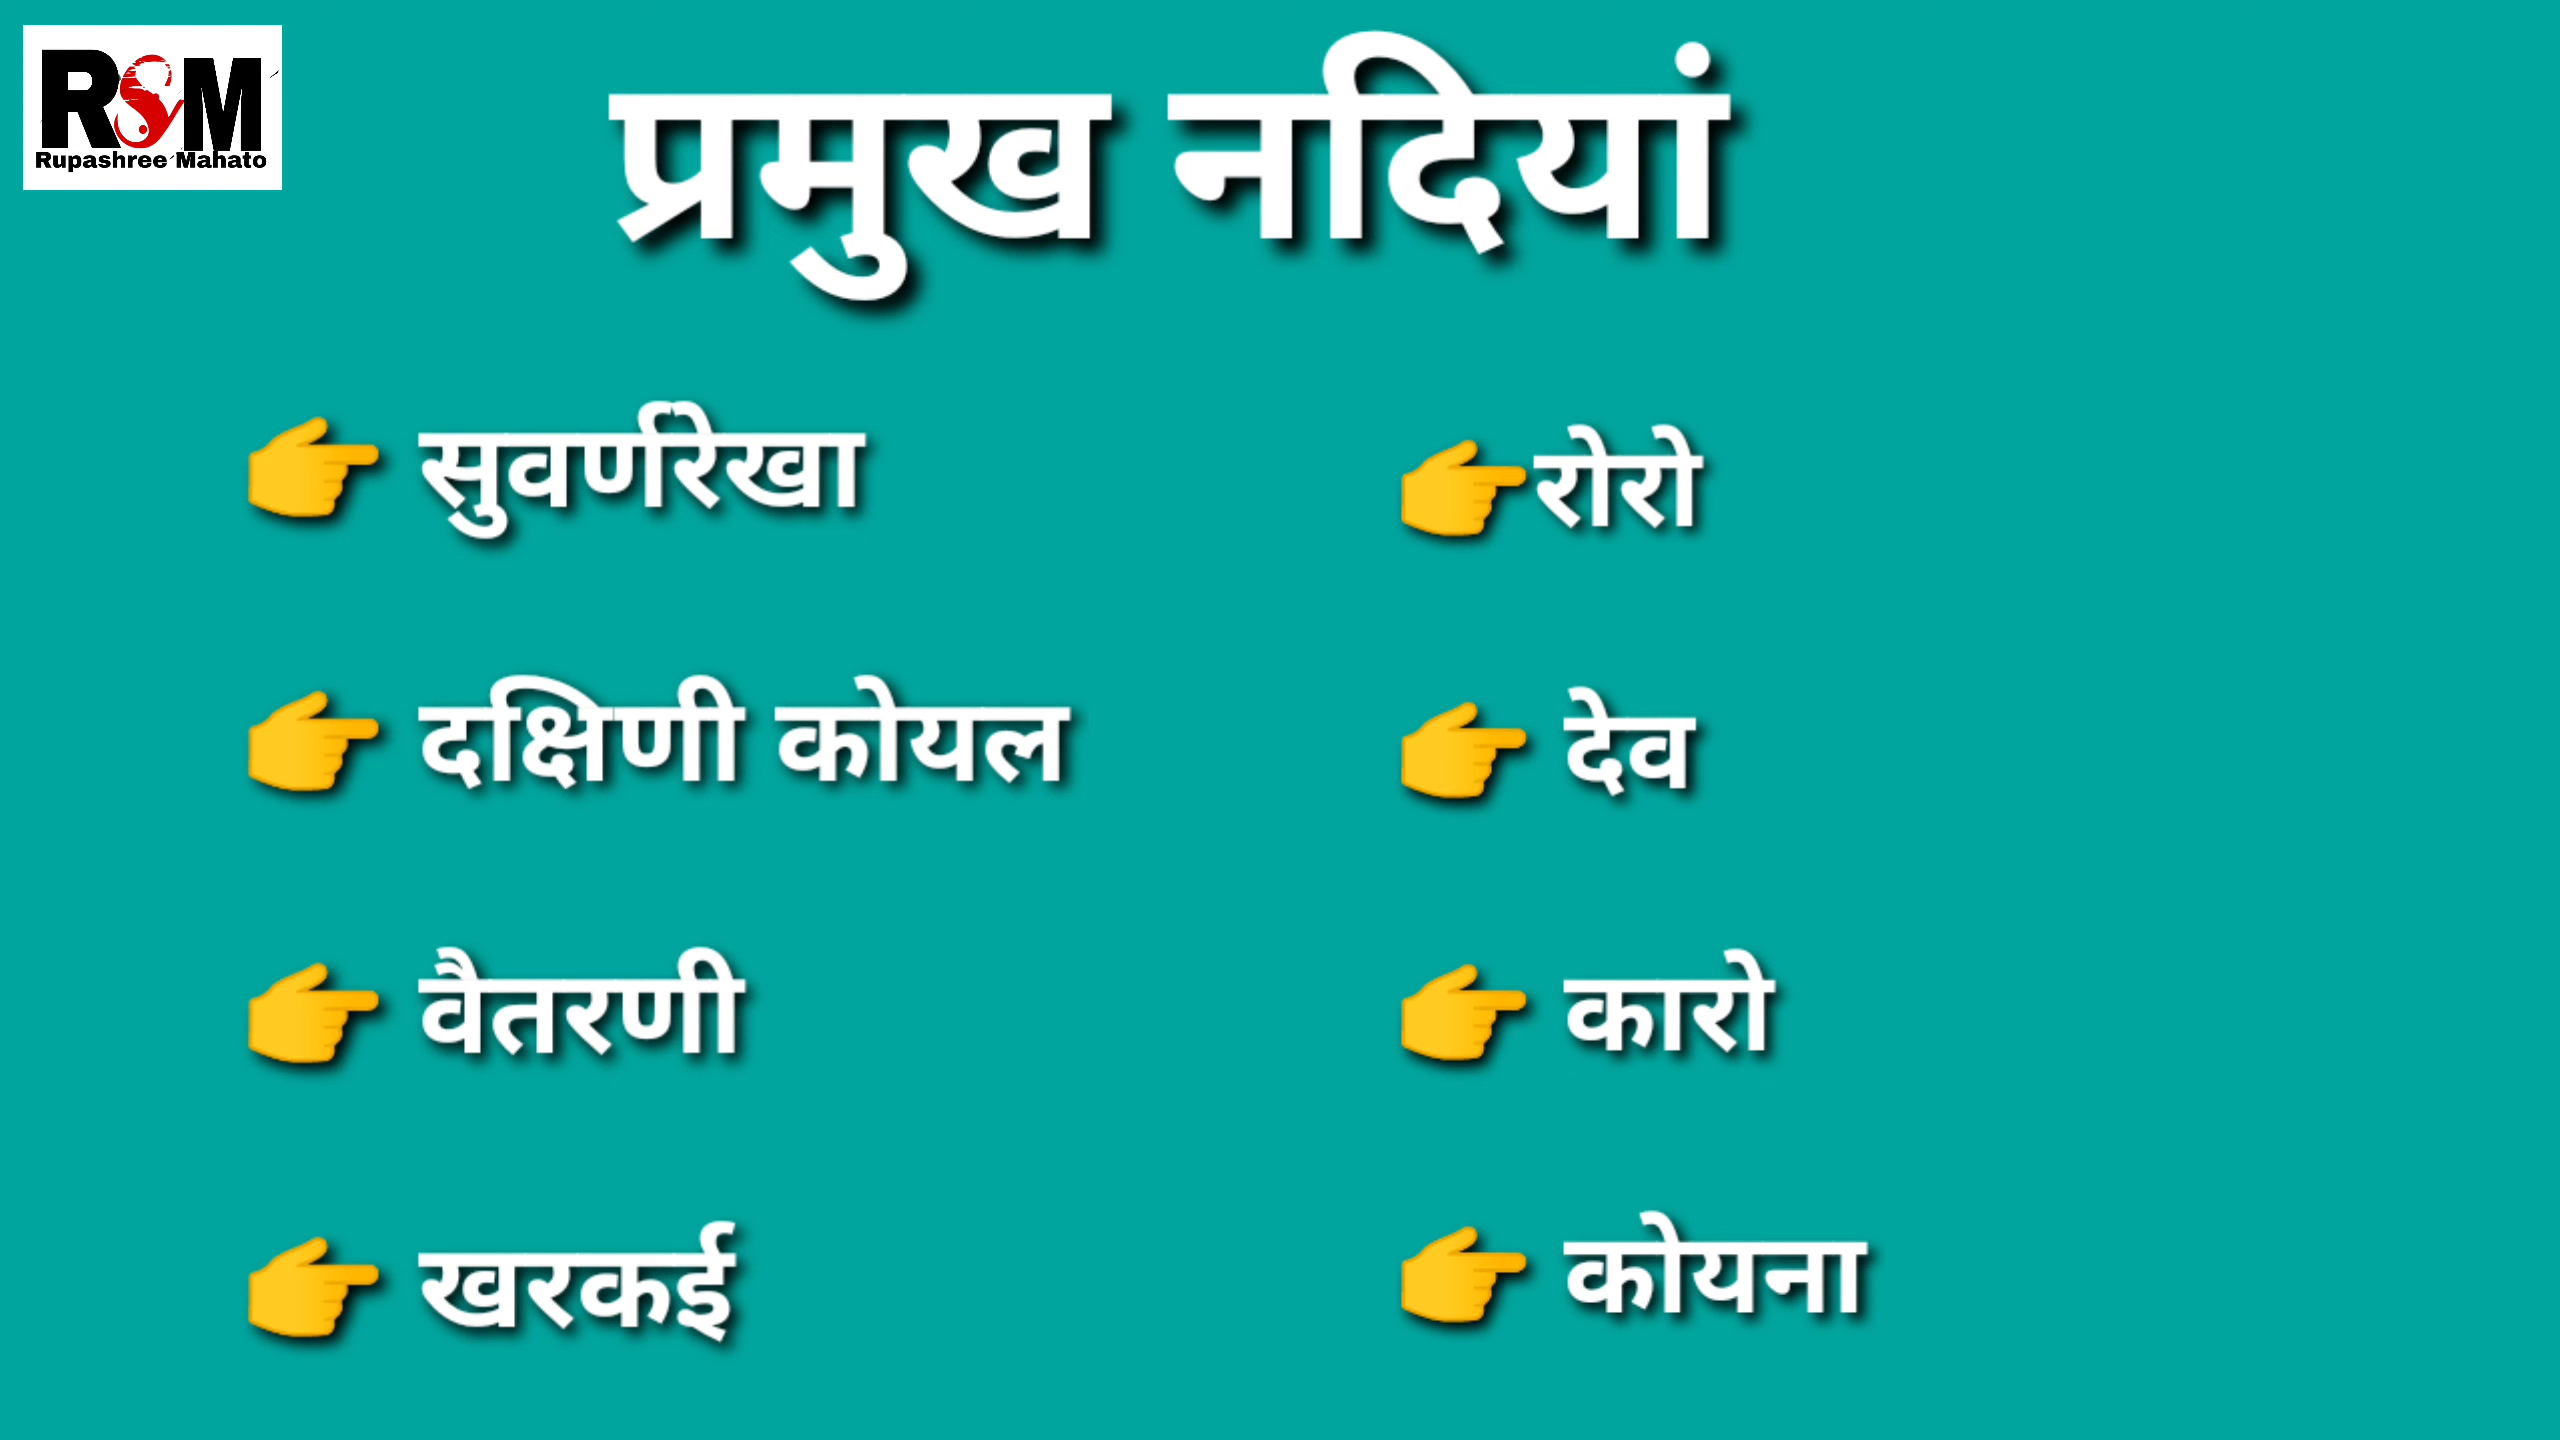 RSM
Rupashree Mahato
प्रमुख नदियां
👉 सुवर्णरेखा
👉 दक्षिणी कोयल
👉 वैतरणी
👉 खरकई
👉रोरो
👉 देव
👉 कारो
👉 कोयना